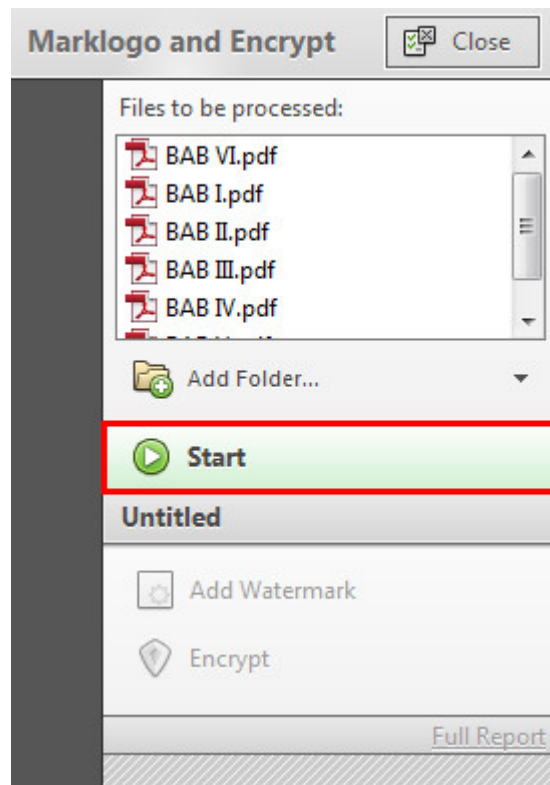 Marklogo and Encrypt
Close
Files to be processed:
BAB VI.pdf
BAB I.pdf
BAB II.pdf
BAB III.pdf
BAB IV.pdf
Add Folder...
Start
Untitled
Add Watermark
Encrypt
Full Report